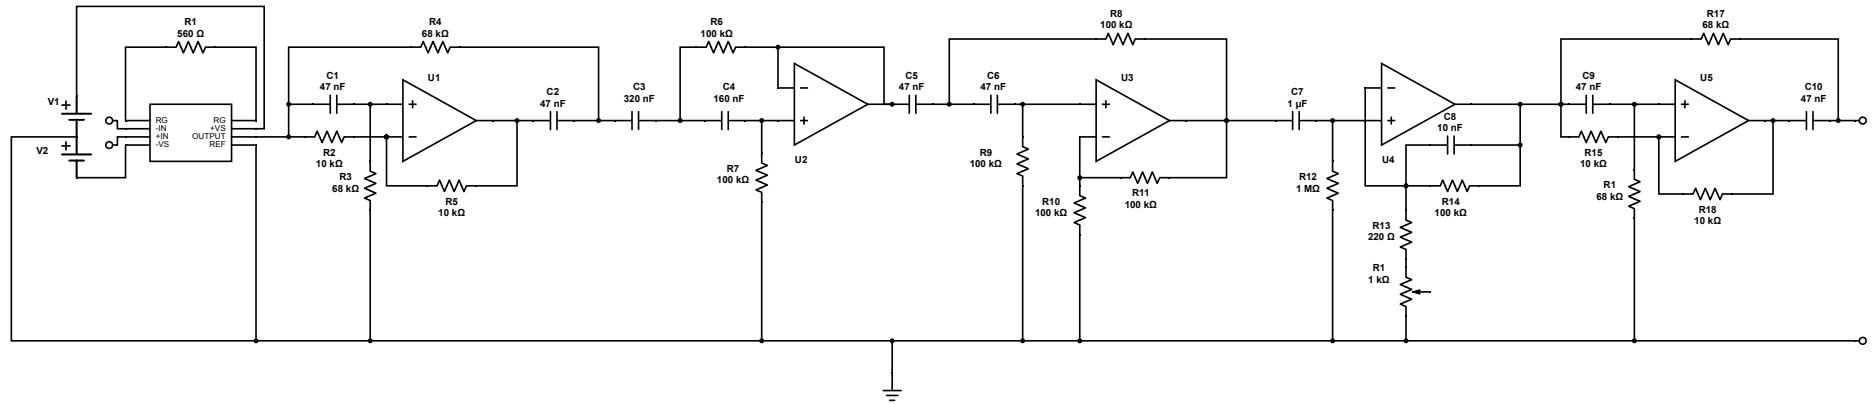 R1
560 Ω
V1
+
V2
+
RG
-IN
+IN
-VS
RG
+VS
OUTPUT
REF
R4
68 kΩ
C1
47 nF
R2
10 kΩ
R3
68 kΩ
U1
+
−
R5
10 kΩ
C2
47 nF
C3
320 nF
R6
100 kΩ
C4
160 nF
R7
100 kΩ
−
+
U2
C5
47 nF
R8
100 kΩ
C6
47 nF
R9
100 kΩ
U3
+
−
R10
100 kΩ
R11
100 kΩ
C7
1 µF
R12
1 MΩ
−
+
U4
C8
10 nF
R14
100 kΩ
R13
220 Ω
R1
1 kΩ
R17
68 kΩ
C9
47 nF
R15
10 kΩ
R1
68 kΩ
U5
+
−
R18
10 kΩ
C10
47 nF